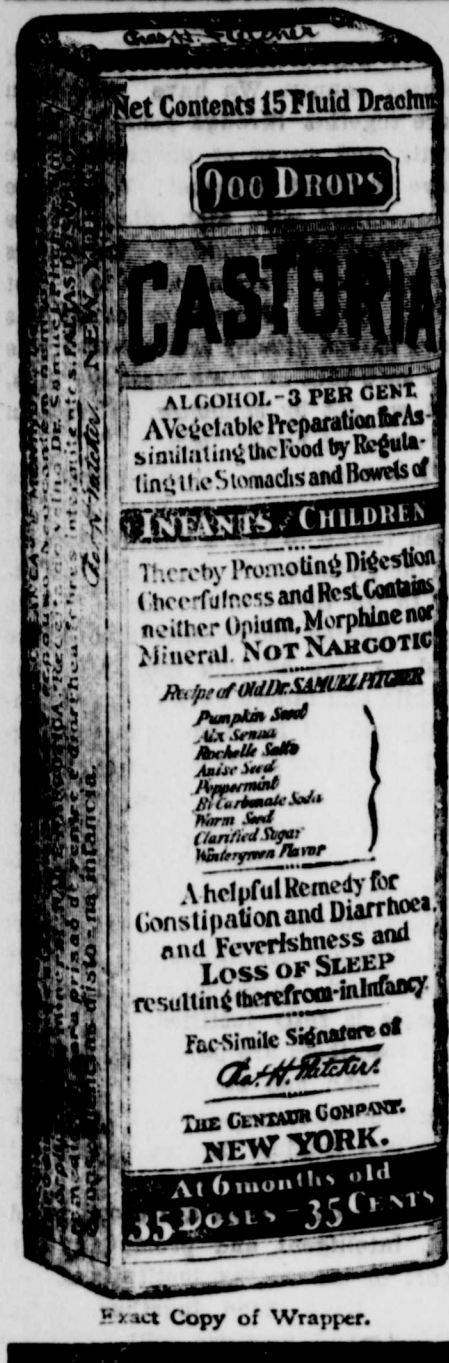 Chas. H. Fletcher
Net Contents 15 Fluid Drachms
900 DROPS
CASTORIA
ALCOHOL-3 PER CENT.
AVegetable Preparation for As-
similating the Food by Regula-
ting the Stomachs and Bowels of
INFANTS / CHILDREN
Thereby Promoting Digestion
Cheerfulness and Rest. Contains
neither Opium, Morphine nor
Mineral. NOT NARCOTIC
Recipe of Old Dr. SAMUEL PITCHER
Pumpkin Seed
Alx Senna
Rochelle Salts
Anise Seed
Peppermint
Bi Carbonate Soda
Worm Seed
Clarified Sugar
Wintergreen Flavor
A helpful Remedy for
Constipation and Diarrhoea,
and Feverishness and
LOSS OF SLEEP
resulting therefrom-in Infancy.
Fac-Simile Signature of
Chas. H. Fletcher.
THE CENTAUR COMPANY.
NEW YORK.
At 6 months old
35 DOSES - 35 CENTS
Exact Copy of Wrapper.